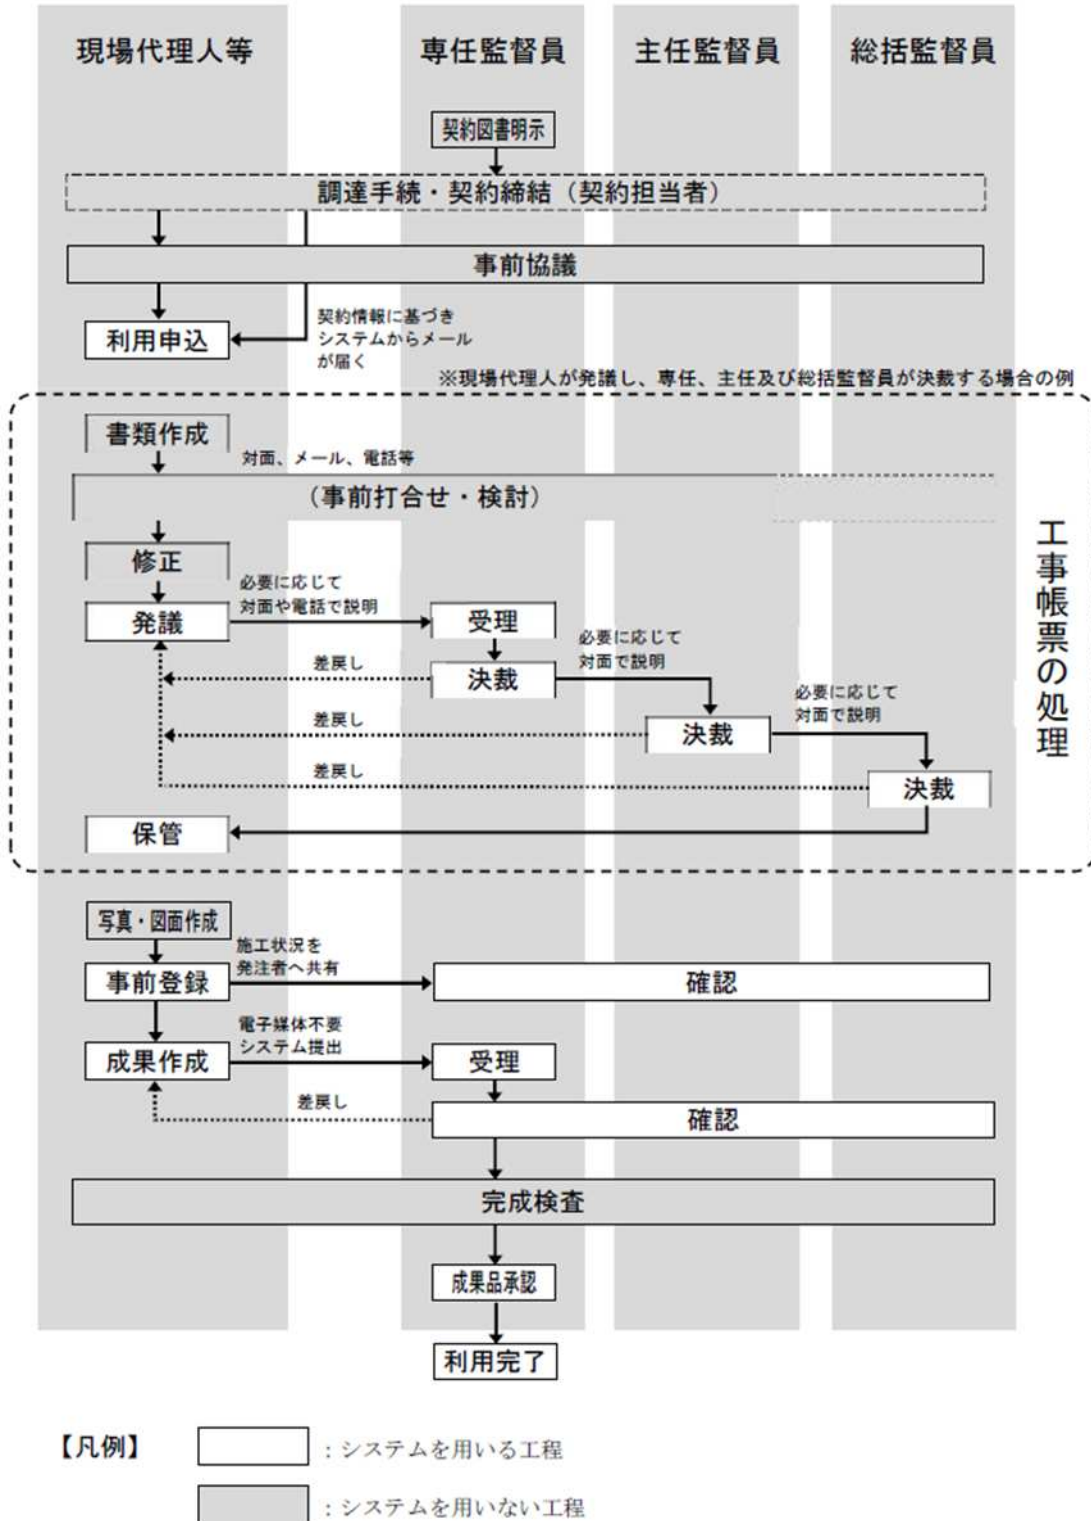 現場代理人等
専任監督員
主任監督員
総括監督員
契約図書明示
調達手続・契約締結（契約担当者）
事前協議
利用申込
契約情報に基づき
システムからメール
が届く
※現場代理人が発議し、専任、主任及び総括監督員が決裁する場合の例
書類作成
対面、メール、電話等
（事前打合せ・検討）
修正
必要に応じて
対面や電話で説明
発議
受理
必要に応じて
対面で説明
差戻し
決裁
必要に応じて
対面で説明
差戻し
決裁
差戻し
決裁
保管
工事帳票の処理
写真・図面作成
施工状況を
発注者へ共有
事前登録
確認
電子媒体不要
システム提出
成果作成
受理
差戻し
確認
完成検査
成果品承認
利用完了
【凡例】
：システムを用いる工程
：システムを用いない工程